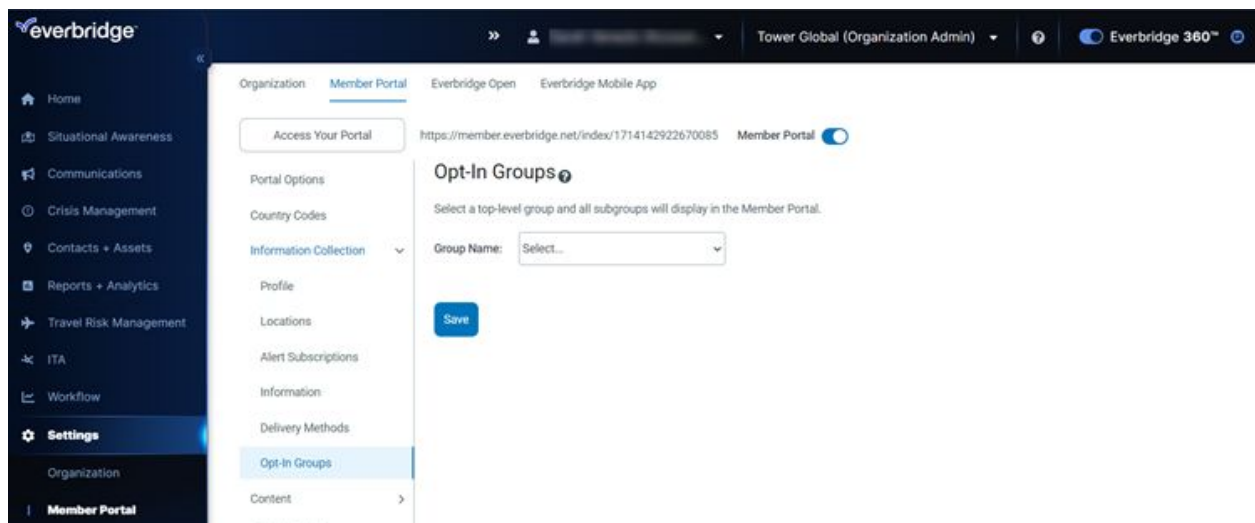 everbridge
»
Tower Global (Organization Admin)
Everbridge 360™
«
Home
Situational Awareness
Communications
Crisis Management
Contacts + Assets
Reports + Analytics
Travel Risk Management
ITA
Workflow
Settings
Organization
Member Portal
Organization Member Portal Everbridge Open Everbridge Mobile App
Access Your Portal https://member.everbridge.net/index/1714142922670085 Member Portal
Portal Options
Country Codes
Information Collection
Profile
Locations
Alert Subscriptions
Information
Delivery Methods
Opt-In Groups
Content
Opt-In Groups
Select a top-level group and all subgroups will display in the Member Portal.
Group Name: Select...
Save